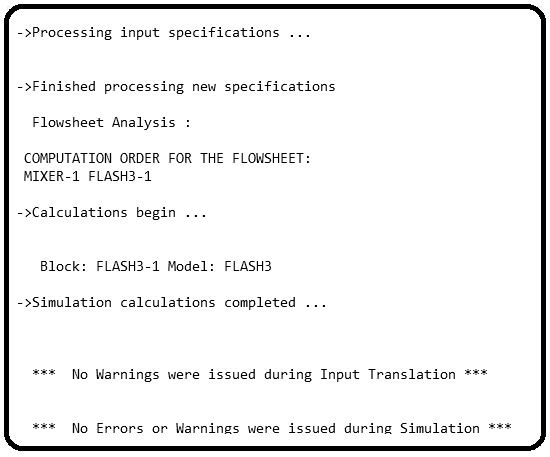 ->Processing input specifications ...
->Finished processing new specifications
Flowsheet Analysis :
COMPUTATION ORDER FOR THE FLOWSHEET:
MIXER-1 FLASH3-1
->Calculations begin ...
Block: FLASH3-1 Model: FLASH3
->Simulation calculations completed ...
*** No Warnings were issued during Input Translation ***
*** No Errors or Warnings were issued during Simulation ***